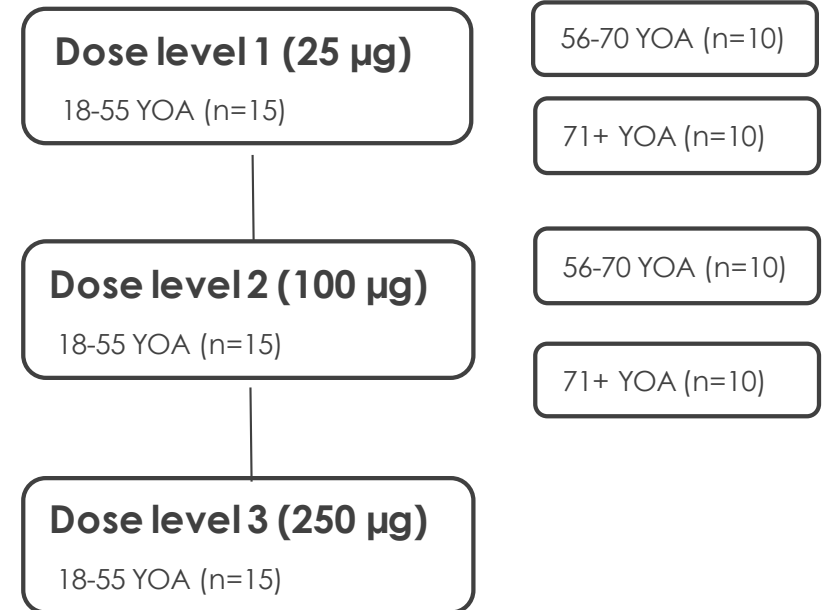 Dose level 1 (25 µg)
18-55 YOA (n=15)
56-70 YOA (n=10)
71+ YOA (n=10)
Dose level 2 (100 µg)
18-55 YOA (n=15)
56-70 YOA (n=10)
71+ YOA (n=10)
Dose level 3 (250 µg)
18-55 YOA (n=15)